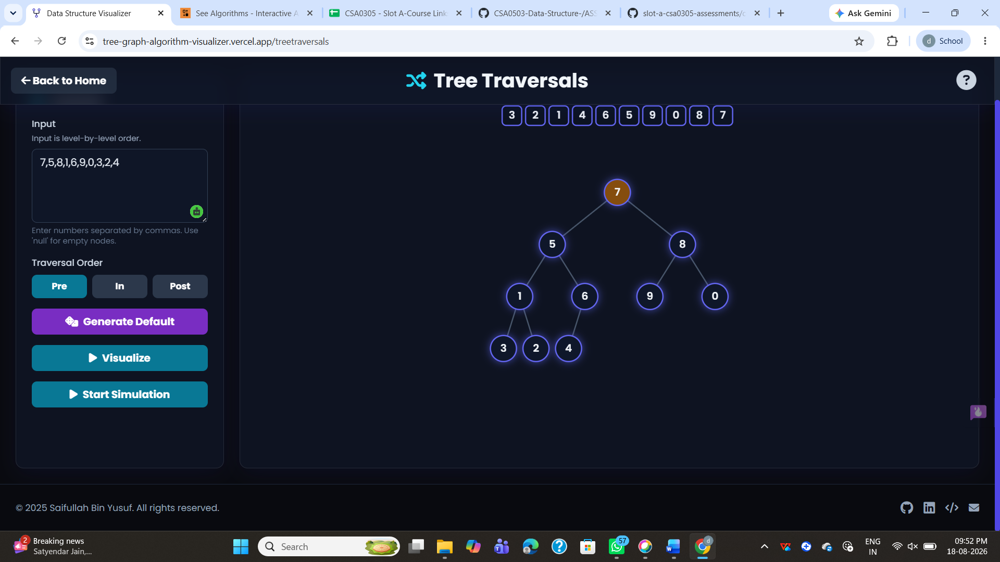 Data Structure Visualizer
See Algorithms - Interactive A
CSA0305 - Slot A-Course Link
CSA0503-Data-Structure-/ASS
slot-a-csa0305-assessments/c
Ask Gemini
tree-graph-algorithm-visualizer.vercel.app/treetraversals
d School
Back to Home
Tree Traversals
?
3 2 1 4 6 5 9 0 8 7
Input
Input is level-by-level order.
7,5,8,1,6,9,0,3,2,4
Enter numbers separated by commas. Use
'null' for empty nodes.
Traversal Order
Pre In Post
Generate Default
Visualize
Start Simulation
7
5 8
1 6 9 0
3 2 4
© 2025 Saifullah Bin Yusuf. All rights reserved.
2
Breaking news
Satyendar Jain,...
Search
57
d
ENG
IN
09:52 PM
18-08-2026